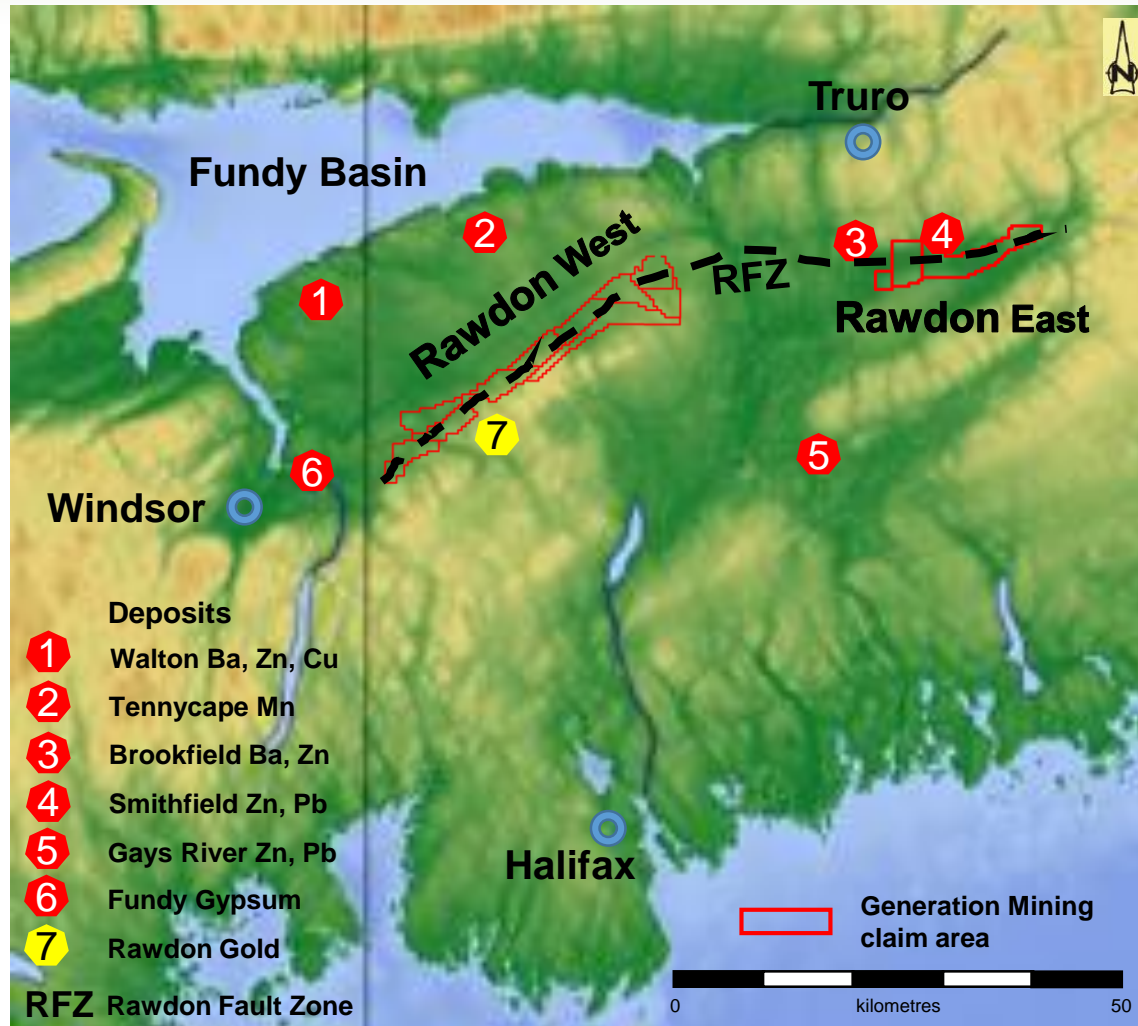 N
Truro
Fundy Basin
2
3
4
Rawdon West
RFZ
1
Rawdon East
7
5
6
Windsor
Deposits
1 Walton Ba, Zn, Cu
2 Tennycape Mn
3 Brookfield Ba, Zn
4 Smithfield Zn, Pb
5 Gays River Zn, Pb
6 Fundy Gypsum
7 Rawdon Gold
RFZ Rawdon Fault Zone
Halifax
Generation Mining
claim area
0 kilometres 50